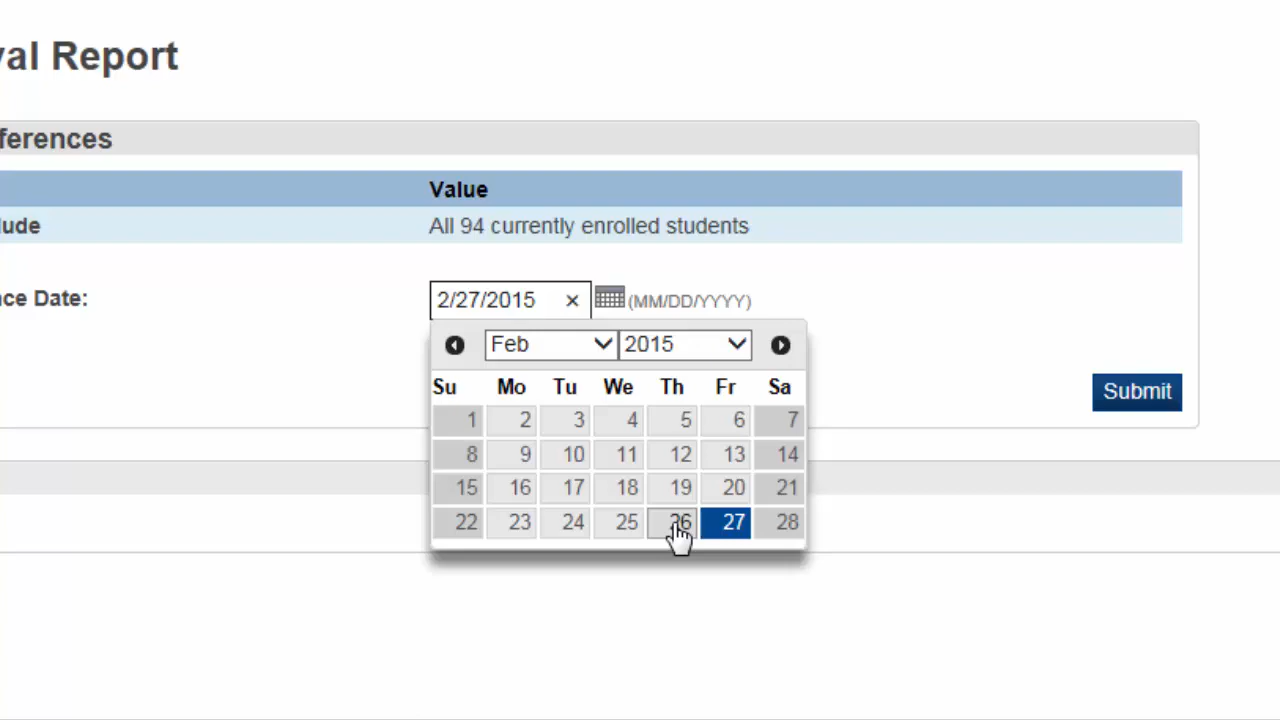 val Report
ferences
Value
lude All 94 currently enrolled students
ce Date: 2/27/2015 × (MM/DD/YYYY)
Feb 2015
Su Mo Tu We Th Fr Sa
1 2 3 4 5 6 7
8 9 10 11 12 13 14
15 16 17 18 19 20 21
22 23 24 25 26 27 28
Submit